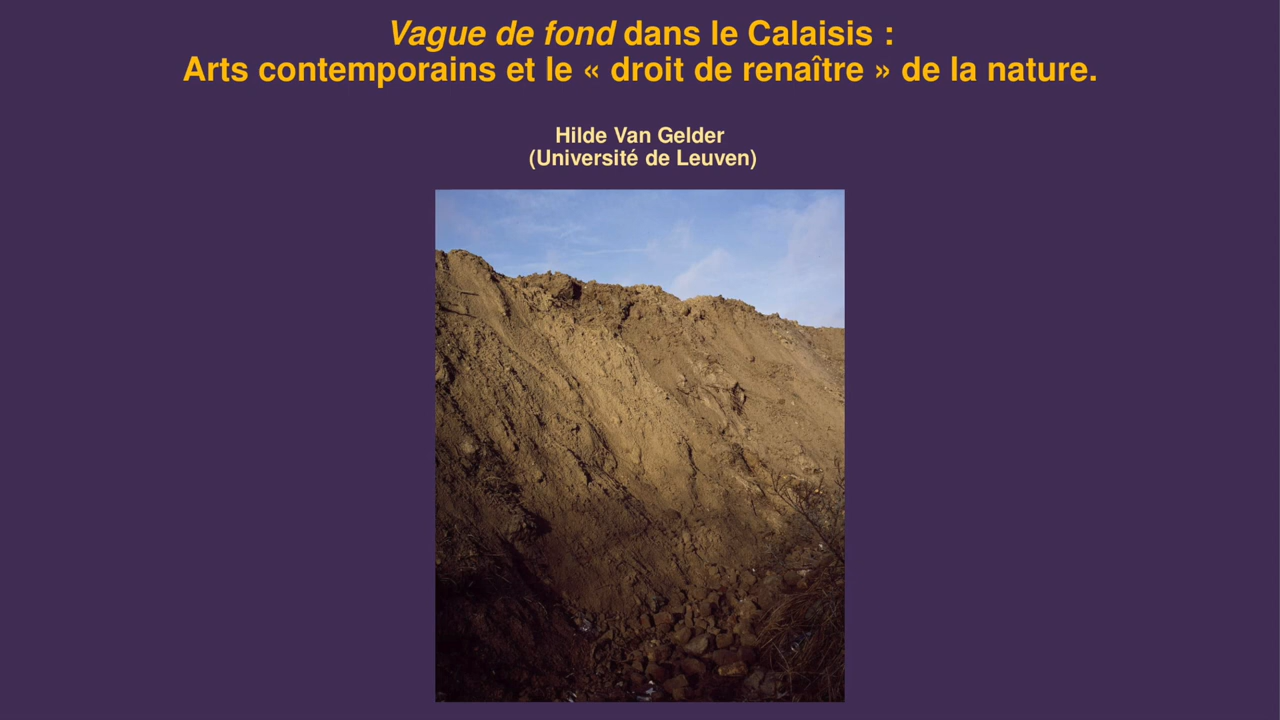 Vague de fond dans le Calaisis :
Arts contemporains et le « droit de renaître » de la nature.
Hilde Van Gelder
(Université de Leuven)